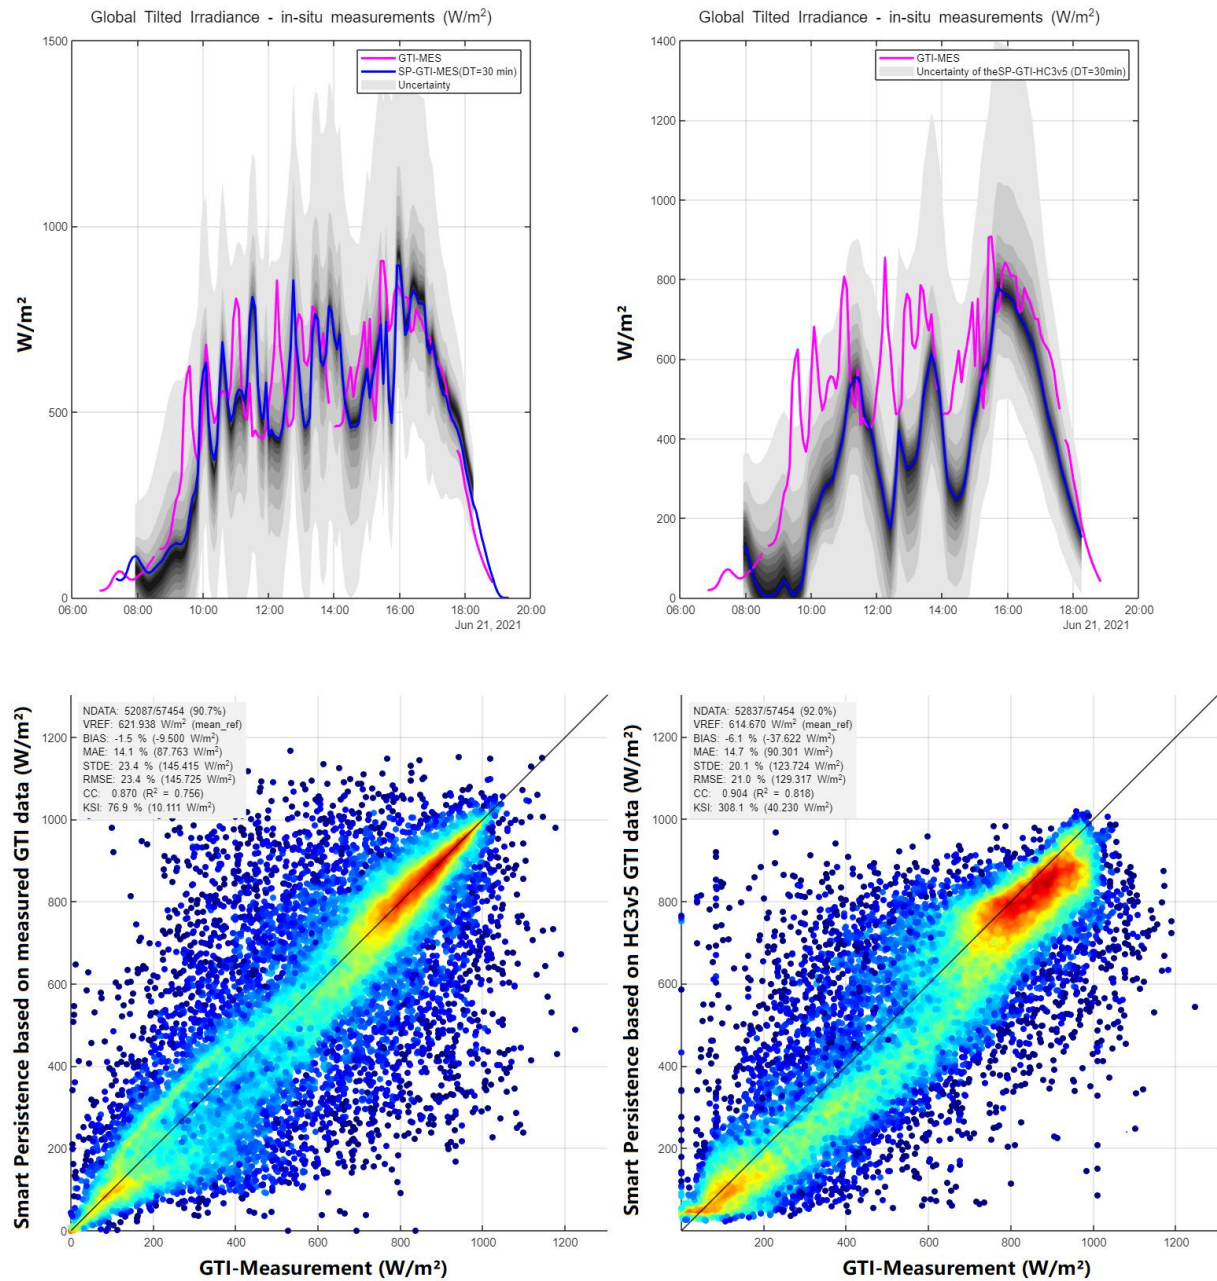 Global Tilted Irradiance - in-situ measurements (W/m²)
GTI-MES
SP-GTI-MES(DT=30 min)
Uncertainty
1500
1000
500
0
W/m²
06:00 08:00 10:00 12:00 14:00 16:00 18:00 20:00
Jun 21, 2021
Global Tilted Irradiance - in-situ measurements (W/m²)
GTI-MES
Uncertainty of theSP-GTI-HC3v5 (DT=30min)
1400
1200
1000
800
600
400
200
0
W/m²
06:00 08:00 10:00 12:00 14:00 16:00 18:00 20:00
Jun 21, 2021
NDATA: 52087/57454 (90.7%)
VREF: 621.938 W/m² (mean_ref)
BIAS: -1.5 % (-9.500 W/m²)
MAE: 14.1 % (87.763 W/m²)
STDE: 23.4 % (145.415 W/m²)
RMSE: 23.4 % (145.725 W/m²)
CC: 0.870 (R² = 0.756)
KSI: 76.9 % (10.111 W/m²)
Smart Persistence based on measured GTI data (W/m²)
1200
1000
800
600
400
200
0
0 200 400 600 800 1000 1200
GTI-Measurement (W/m²)
NDATA: 52837/57454 (92.0%)
VREF: 614.670 W/m² (mean_ref)
BIAS: -6.1 % (-37.622 W/m²)
MAE: 14.7 % (90.301 W/m²)
STDE: 20.1 % (123.724 W/m²)
RMSE: 21.0 % (129.317 W/m²)
CC: 0.904 (R² = 0.818)
KSI: 308.1 % (40.230 W/m²)
Smart Persistence based on HC3v5 GTI data (W/m²)
1200
1000
800
600
400
200
200 400 600 800 1000 1200
GTI-Measurement (W/m²)